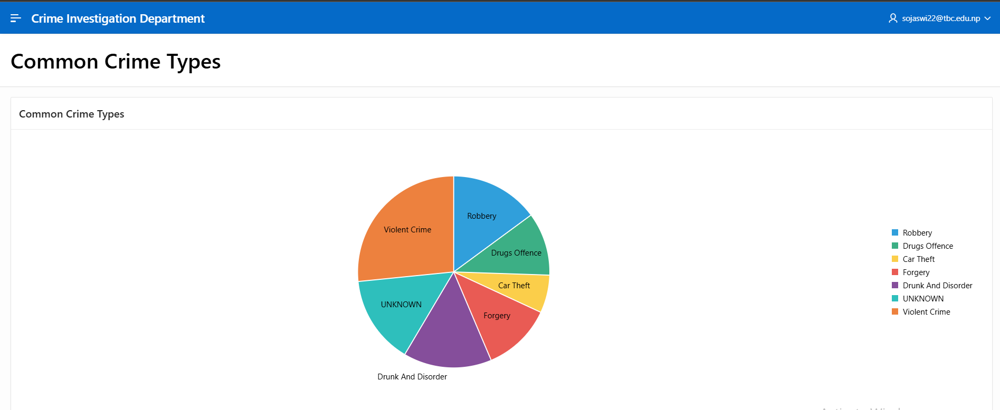 Crime Investigation Department
sojaswi22@tbc.edu.np
Common Crime Types
Common Crime Types
Robbery
Violent Crime
Drugs Offence
Car Theft
UNKNOWN
Forgery
Drunk And Disorder
Robbery
Drugs Offence
Car Theft
Forgery
Drunk And Disorder
UNKNOWN
Violent Crime